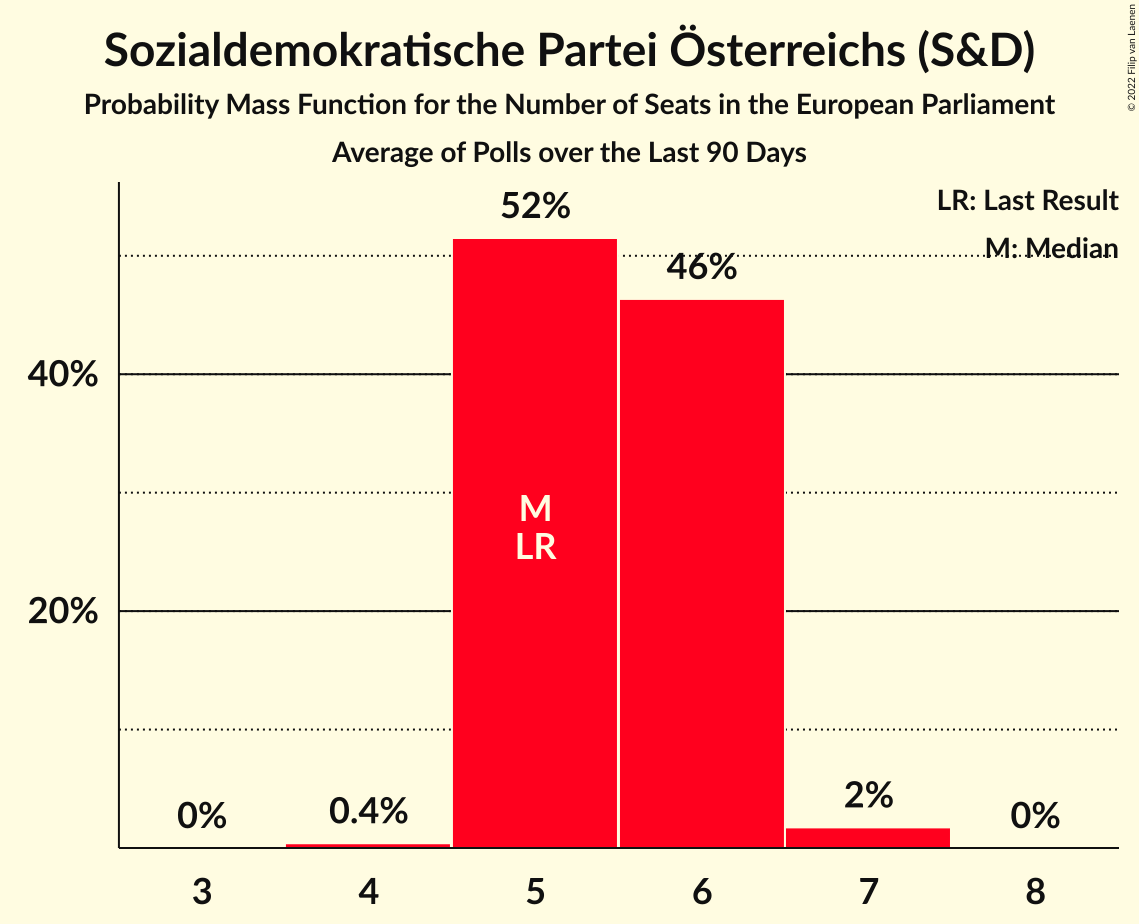 Sozialdemokratische Partei Österreichs (S&D)
Probability Mass Function for the Number of Seats in the European Parliament
Average of Polls over the Last 90 Days
© 2022 Filip van Laenen
LR: Last Result
M: Median
52%
46%
40%
M
LR
20%
0%
0.4%
2%
0%
3
4
5
6
7
8